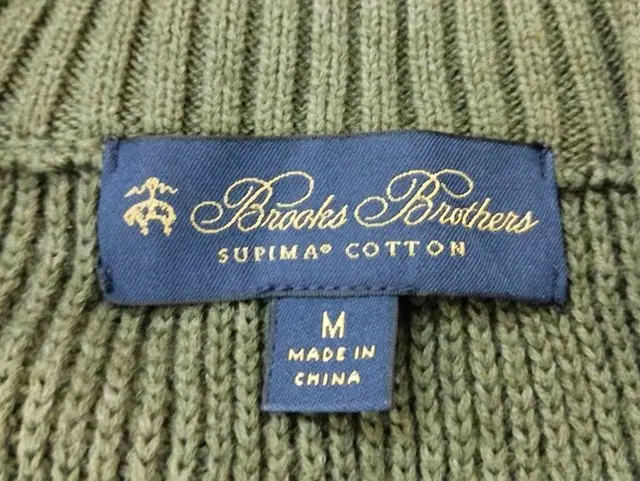 Brooks Brothers
SUPIMA® COTTON
M
MADE IN
CHINA